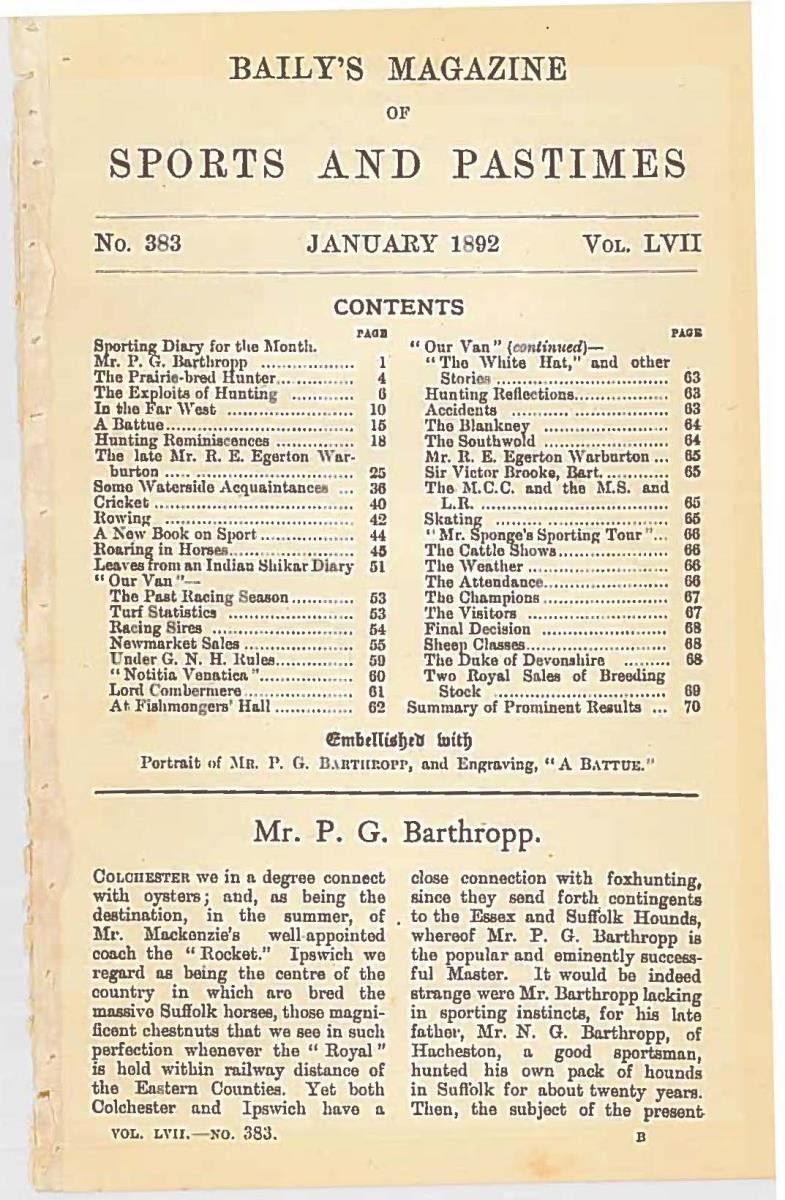 BAILY'S MAGAZINE
OF
SPORTS AND PASTIMES
No. 383 JANUARY 1892 VOL. LVII
CONTENTS
PAGE
Sporting Diary for the Month.
Mr. P. G. Barthropp .................. 1
The Prairie-bred Hunter............... 4
The Exploits of Hunting ............ 6
In the Far West ........................ 10
A Battue.................................... 15
Hunting Reminiscences ............... 18
The late Mr. R. E. Egerton War-
burton ..... ............................... 25
Some Waterside Acquaintances ... 36
Cricket ...................................... 40
Rowing .................................... 42
A New Book on Sport .................. 44
Roaring in Horses........................ 45
Leaves from an Indian Shikar Diary 51
"Our Van"—
The Past Racing Season............ 53
Turf Statistics ........................ 53
Racing Sires ........................... 54
Newmarket Sales ..................... 55
Under G. N. H. Rules............... 59
"Notitia Venatica".................. 60
Lord Combermere..................... 61
At Fishmongers' Hall ............... 62
PAGE
"Our Van" (continued)—
"The White Hat," and other
Stories ................................. 63
Hunting Reflections.................. 63
Accidents ........... .................. 63
The Blankney ........................ 64
The Southwold ........................ 64
Mr. R. E. Egerton Warburton ... 65
Sir Victor Brooke, Bart............. 65
The M.C.C. and the M.S. and
L.R. .................................... 65
Skating ................................. 65
"Mr. Sponge's Sporting Tour"... 66
The Cattle Shows..................... 66
The Weather ........................... 66
The Attendance........................ 66
The Champions ........................ 67
The Visitors ........................... 67
Final Decision ........................ 68
Sheep Classes........................... 68
The Duke of Devonshire ......... 68
Two Royal Sales of Breeding
Stock ................................. 69
Summary of Prominent Results ... 70
Embellished with
Portrait of MR. P. G. BARTHROPP, and Engraving, "A BATTUE."
Mr. P. G. Barthropp.
COLCHESTER we in a degree connect
with oysters; and, as being the
destination, in the summer, of
Mr. Mackenzie's well-appointed
coach the "Rocket." Ipswich we
regard as being the centre of the
country in which are bred the
massive Suffolk horses, those magni-
ficent chestnuts that we see in such
perfection whenever the "Royal"
is held within railway distance of
the Eastern Counties. Yet both
Colchester and Ipswich have a
close connection with foxhunting,
since they send forth contingents
to the Essex and Suffolk Hounds,
whereof Mr. P. G. Barthropp is
the popular and eminently success-
ful Master. It would be indeed
strange were Mr. Barthropp lacking
in sporting instincts, for his late
father, Mr. N. G. Barthropp, of
Hacheston, a good sportsman,
hunted his own pack of hounds
in Suffolk for about twenty years.
Then, the subject of the present
VOL. LVII.—NO. 383. B